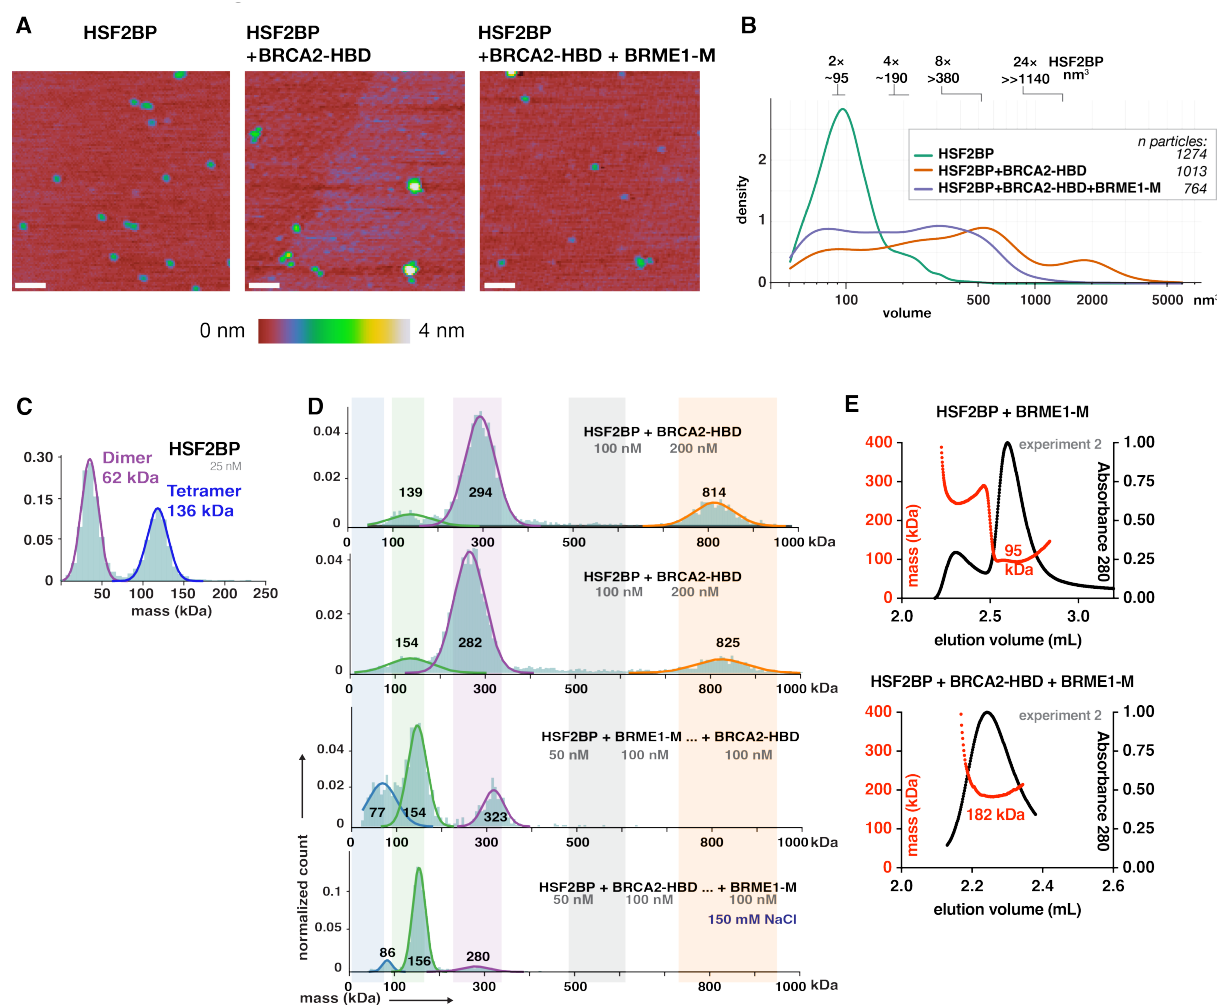 A
HSF2BP
HSF2BP
+BRCA2-HBD
HSF2BP
+BRCA2-HBD + BRME1-M
0 nm
4 nm
B
2× 4× 8× 24× HSF2BP
~95 ~190 >380 >>1140 nm³
density
2
1
0
n particles:
HSF2BP 1274
HSF2BP+BRCA2-HBD 1013
HSF2BP+BRCA2-HBD+BRME1-M 764
100 500 1000 2000 5000 nm³
volume
C
HSF2BP
25 nM
Dimer
62 kDa
Tetramer
136 kDa
0.30
0.15
0.05
0
50 100 150 200 250
mass (kDa)
D
HSF2BP + BRCA2-HBD
100 nM 200 nM
0.04
0.02
0
139
294
814
0 100 300 500 600 800 1000 kDa
HSF2BP + BRCA2-HBD
100 nM 200 nM
0.04
0.02
0
154
282
825
0 100 300 500 600 800 1000 kDa
HSF2BP + BRME1-M ... + BRCA2-HBD
50 nM 100 nM 100 nM
0.04
0.02
0
77
154
323
0 100 300 500 600 800 1000 kDa
HSF2BP + BRCA2-HBD ... + BRME1-M
50 nM 100 nM 100 nM
150 mM NaCl
0.1
0.05
0
86
156
280
0 100 300 500 600 800 1000 kDa
normalized count
mass (kDa)
E
HSF2BP + BRME1-M
experiment 2
400
300
200
100
0
mass (kDa)
95
kDa
1.00
0.75
0.50
0.25
0.00
Absorbance 280
2.0 2.5 3.0
elution volume (mL)
HSF2BP + BRCA2-HBD + BRME1-M
experiment 2
400
300
200
100
0
mass (kDa)
182 kDa
1.00
0.75
0.50
0.25
0.00
Absorbance 280
2.0 2.2 2.4 2.6
elution volume (mL)